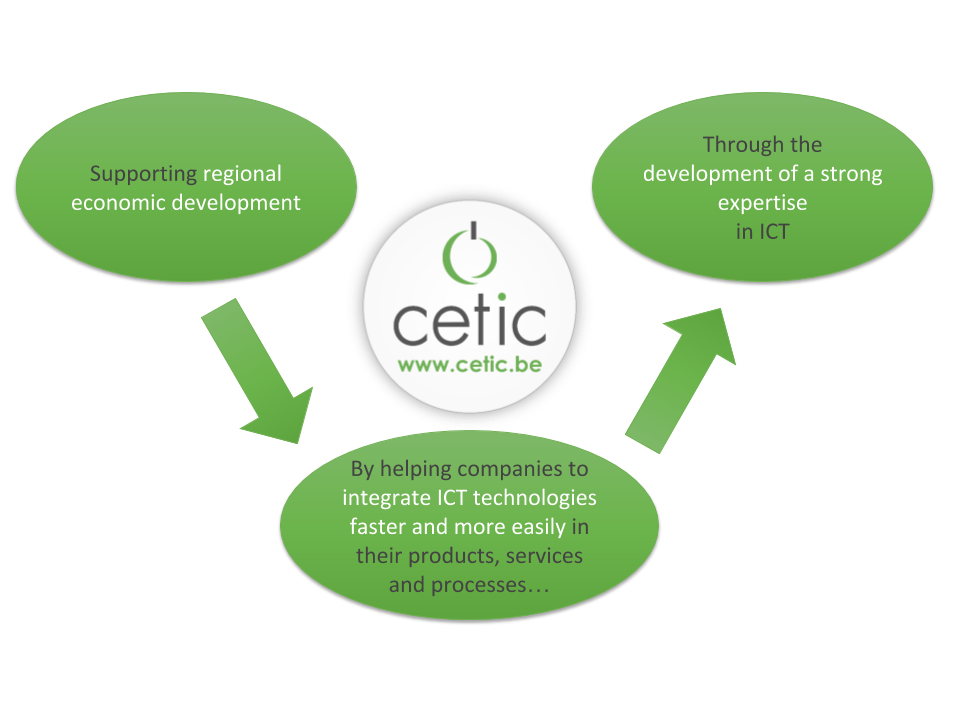 Supporting regional
economic development
Through the
development of a strong
expertise
in ICT
cetic
www.cetic.be
By helping companies to
integrate ICT technologies
faster and more easily in
their products, services
and processes…